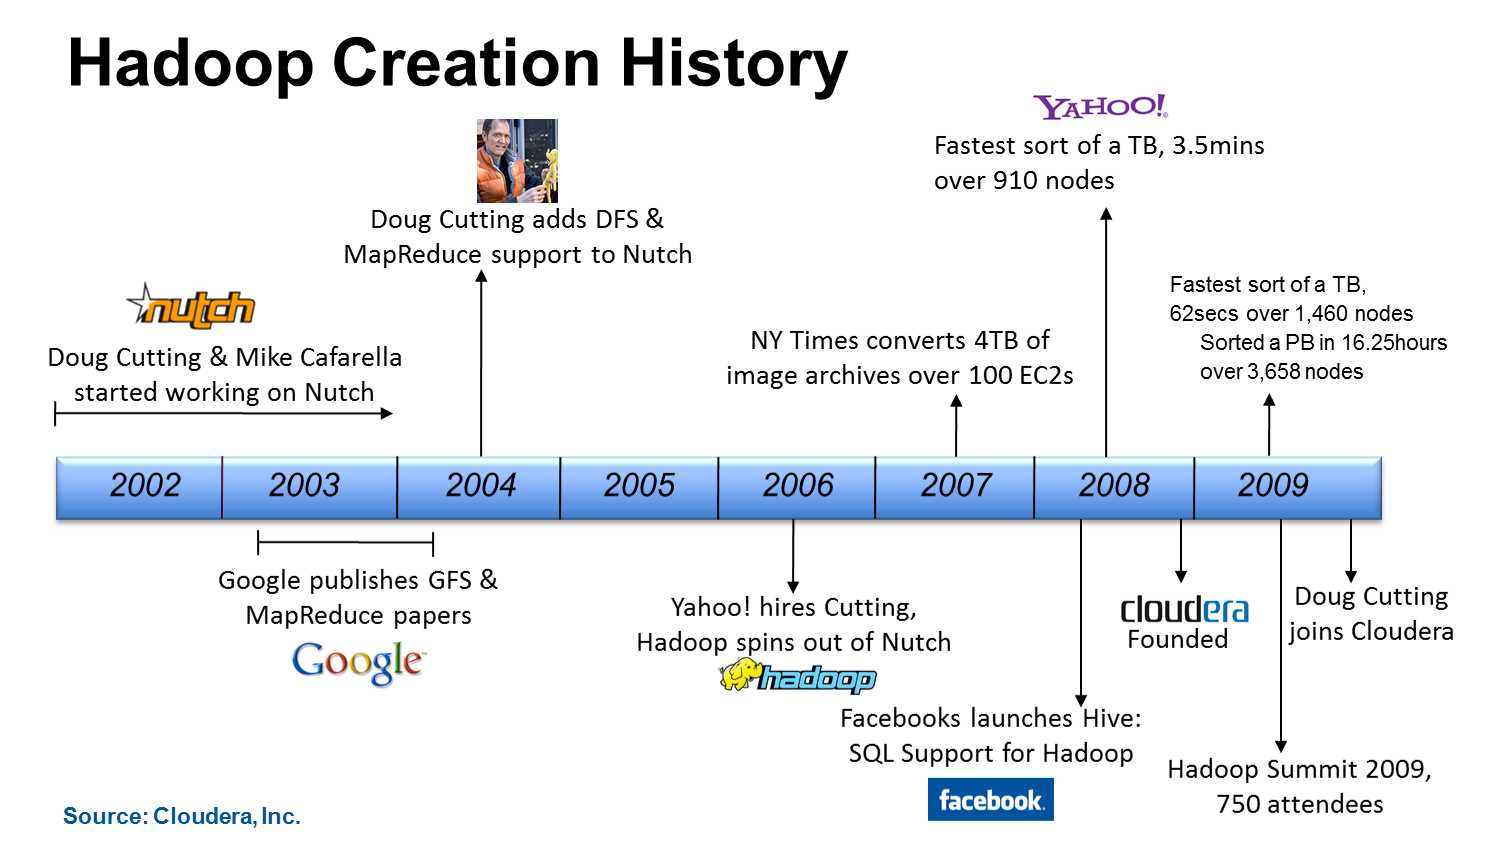 Hadoop Creation History
YAHOO!
Fastest sort of a TB, 3.5mins
over 910 nodes
Doug Cutting adds DFS &
MapReduce support to Nutch
nutch
Doug Cutting & Mike Cafarella
started working on Nutch
NY Times converts 4TB of
image archives over 100 EC2s
Fastest sort of a TB,
62secs over 1,460 nodes
Sorted a PB in 16.25hours
over 3,658 nodes
2002 2003 2004 2005 2006 2007 2008 2009
Google publishes GFS &
MapReduce papers
Google™
Yahoo! hires Cutting,
Hadoop spins out of Nutch
hadoop
Facebooks launches Hive:
SQL Support for Hadoop
facebook.
cloudera
Founded
Doug Cutting
joins Cloudera
Hadoop Summit 2009,
750 attendees
Source: Cloudera, Inc.